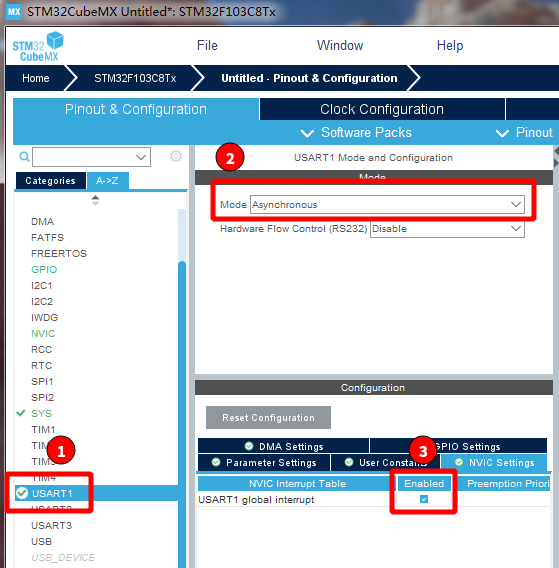 MX STM32CubeMX Untitled*: STM32F103C8Tx
STM32
CubeMX
File Window Help
Home STM32F103C8Tx Untitled - Pinout & Configuration
Pinout & Configuration Clock Configuration
Software Packs Pinout
2
USART1 Mode and Configuration
Categories A->Z
Mode
Mode Asynchronous
Hardware Flow Control (RS232) Disable
DMA
FATFS
FREERTOS
GPIO
I2C1
I2C2
IWDG
NVIC
RCC
RTC
SPI1
SPI2
SYS
TIM1
1
TIM4
USART1
USART2
USART3
USB
USB_DEVICE
Configuration
Reset Configuration
3
DMA Settings GPIO Settings
Parameter Settings User Constants NVIC Settings
NVIC Interrupt Table Enabled Preemption Priori
USART1 global interrupt